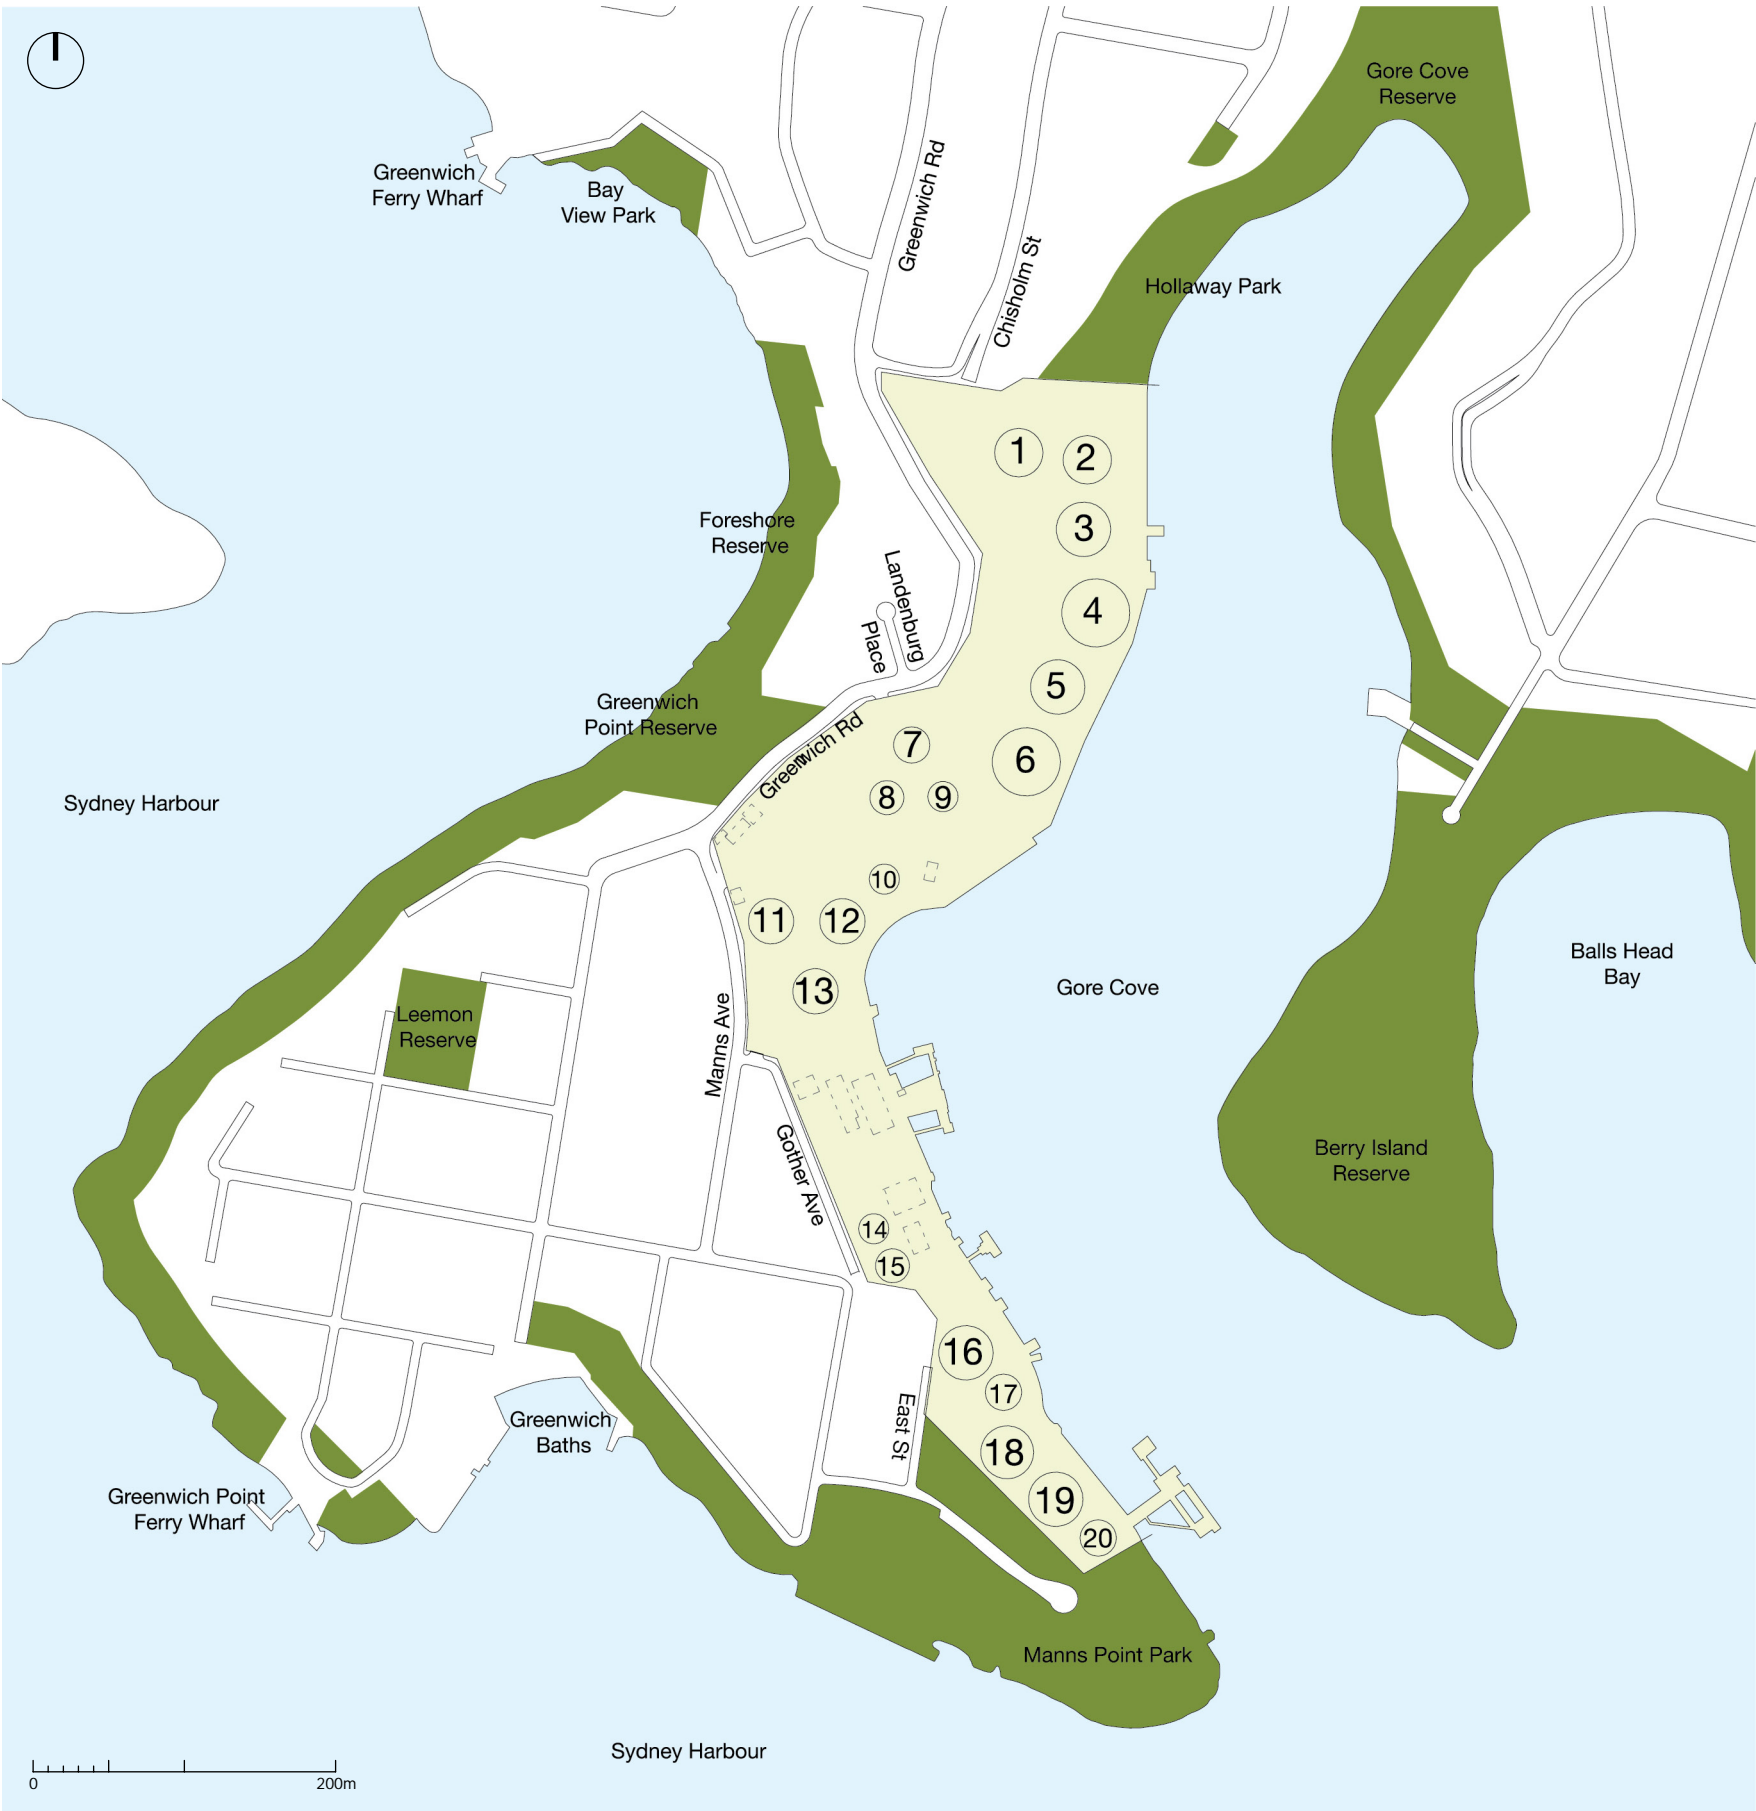 Gore Cove
Reserve
Greenwich
Ferry Wharf
Bay
View Park
Greenwich Rd
Chisholm St
Hollaway Park
1
2
3
Foreshore
Reserve
Landenburg
Place
4
5
Greenwich
Point Reserve
Greenwich Rd
7
6
8
9
Sydney Harbour
10
11
12
13
Balls Head
Bay
Gore Cove
Leemon
Reserve
Manns Ave
Gother Ave
Berry Island
Reserve
14
15
16
17
East St
Greenwich
Baths
18
19
20
Greenwich Point
Ferry Wharf
Manns Point Park
Sydney Harbour
0
200m